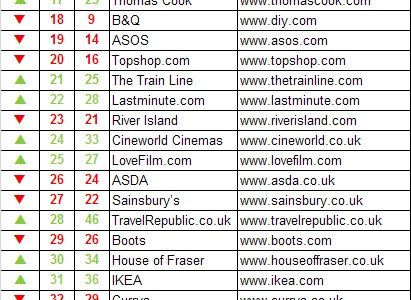 17 25 Thomas Cook www.thomascook.com
▼ 18 9 B&Q www.diy.com
▼ 19 14 ASOS www.asos.com
▼ 20 16 Topshop.com www.topshop.com
▲ 21 25 The Train Line www.thetrainline.com
▲ 22 28 Lastminute.com www.lastminute.com
▼ 23 21 River Island www.riverisland.com
▲ 24 33 Cineworld Cinemas www.cineworld.co.uk
▲ 25 27 LoveFilm.com www.lovefilm.com
▼ 26 24 ASDA www.asda.co.uk
▼ 27 22 Sainsbury's www.sainsbury.co.uk
▲ 28 46 TravelRepublic.co.uk www.travelrepublic.co.uk
▼ 29 26 Boots www.boots.com
▲ 30 34 House of Fraser www.houseoffraser.co.uk
▲ 31 36 IKEA www.ikea.com
▼ 32 29 Currys www.currys.co.uk